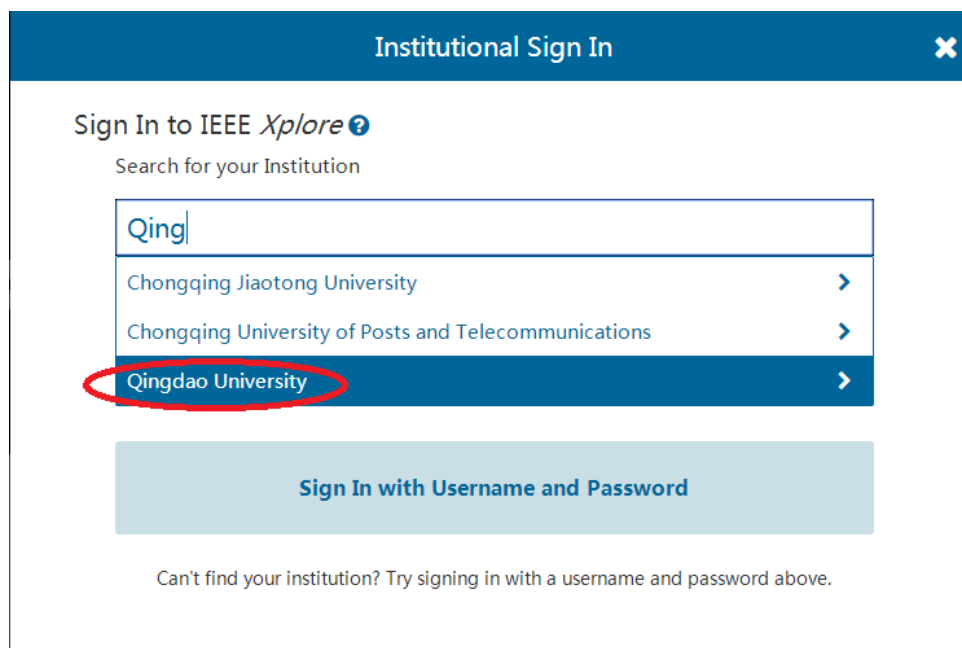 Institutional Sign In
Sign In to IEEE Xplore
Search for your Institution
Qing
Chongqing Jiaotong University
Chongqing University of Posts and Telecommunications
Qingdao University
Sign In with Username and Password
Can't find your institution? Try signing in with a username and password above.